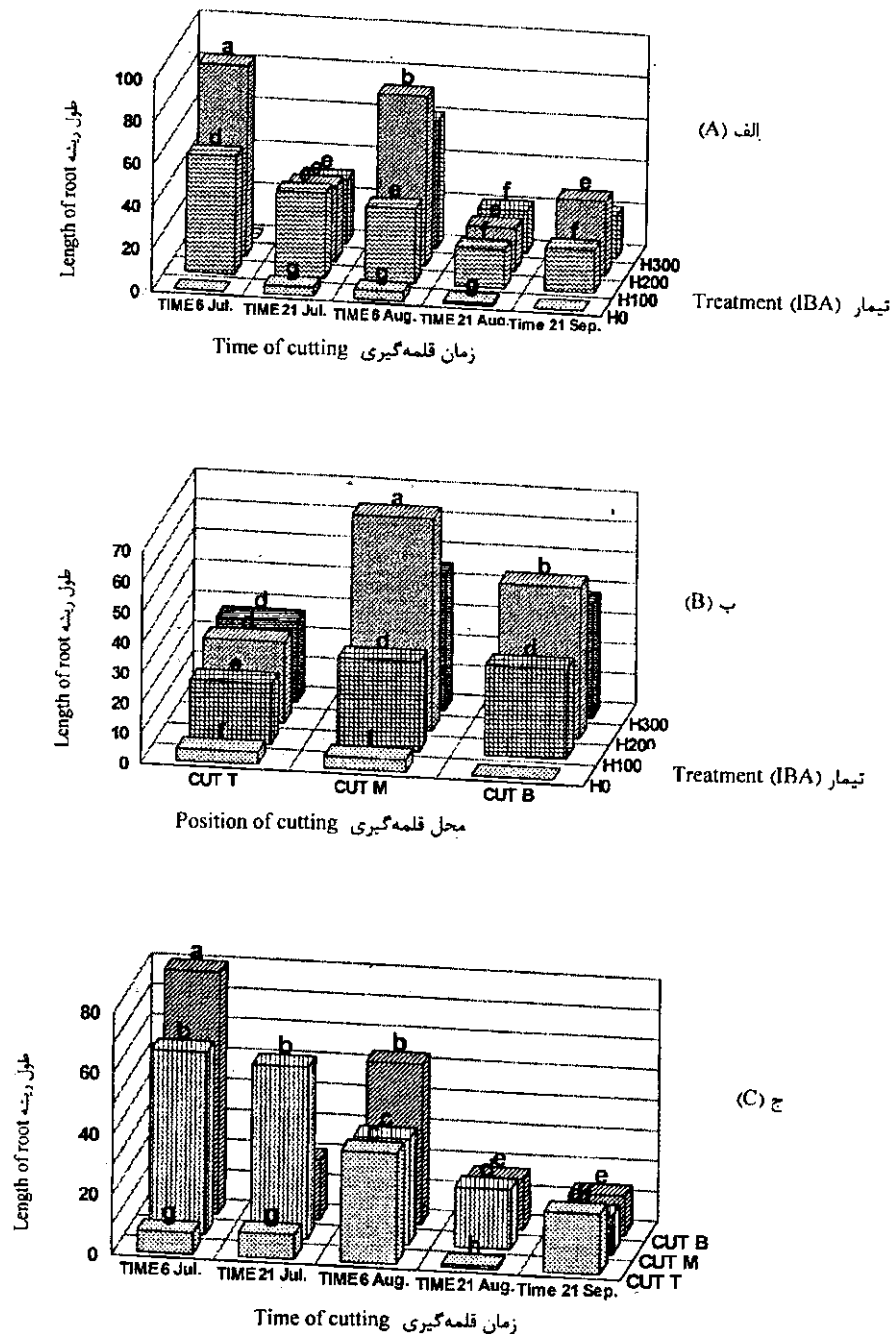 الف (A)
طول ریشه Length of root
100
80
60
40
20
0
a
d
e
e
e
g
b
e
g
f
e
f
g
e
f
H300
H200
H100
H0
TIME 6 Jul. TIME 21 Jul. TIME 6 Aug. TIME 21 Aug. Time 21 Sep.
Treatment (IBA) تیمار
Time of cutting زمان قلمه‌گیری
ب (B)
طول ریشه Length of root
70
60
50
40
30
20
10
0
d
d
e
f
a
d
f
b
d
H300
H200
H100
H0
CUT T CUT M CUT B
Treatment (IBA) تیمار
Position of cutting محل قلمه‌گیری
ج (C)
طول ریشه Length of root
80
60
40
20
0
a
b
g
b
g
b
c
e
d
h
e
CUT B
CUT M
CUT T
TIME 6 Jul. TIME 21 Jul. TIME 6 Aug. TIME 21 Aug. Time 21 Sep.
Time of cutting زمان قلمه‌گیری